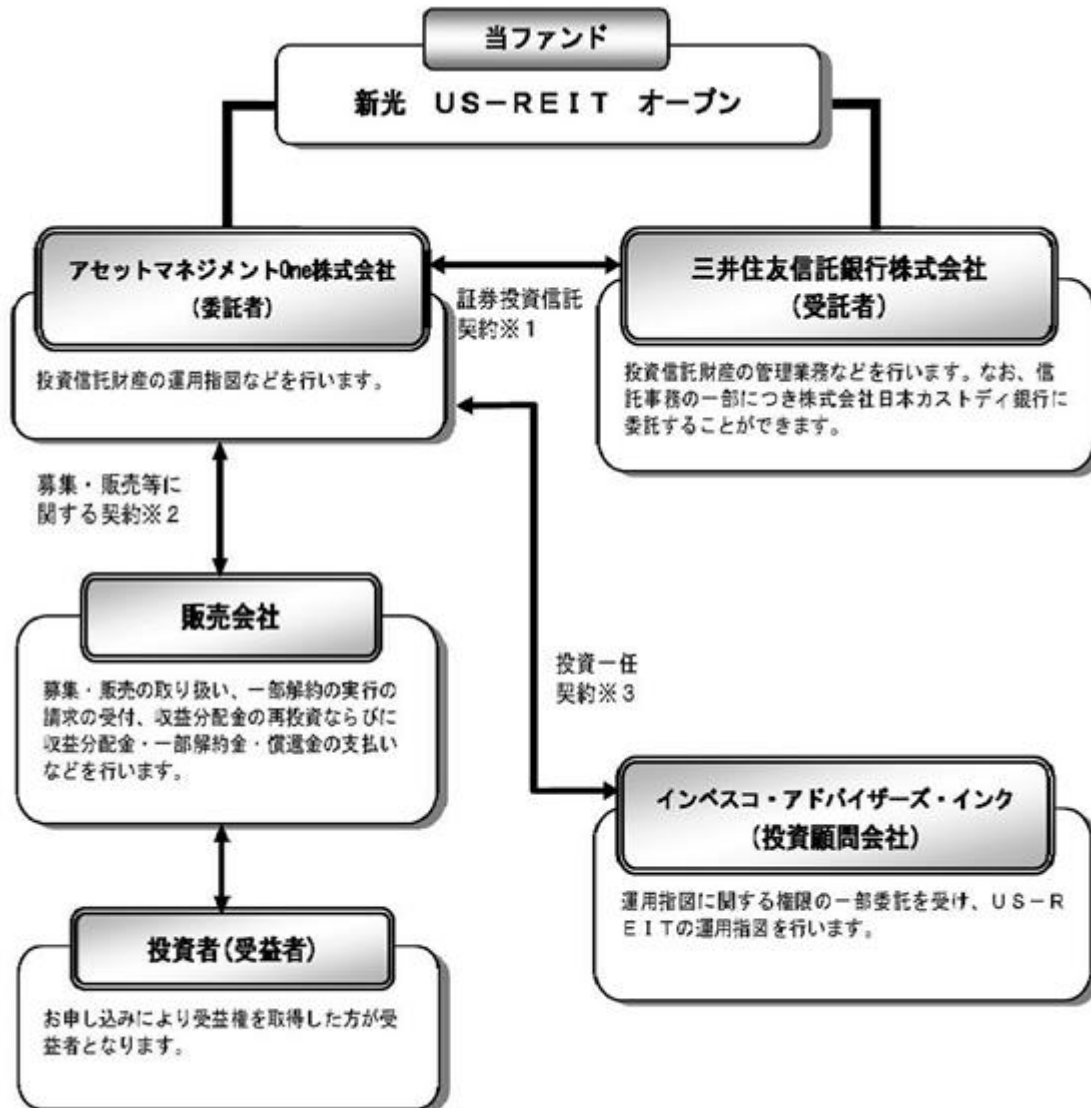 当ファンド
新光 US-REIT オープン
アセットマネジメントOne株式会社
(委託者)
投資信託財産の運用指図などを行います。
証券投資信託
契約※1
三井住友信託銀行株式会社
(受託者)
投資信託財産の管理業務などを行います。なお、信
託事務の一部につき株式会社日本カストディ銀行に
委託することができます。
募集・販売等に
関する契約※2
販売会社
募集・販売の取り扱い、一部解約の実行の
請求の受付、収益分配金の再投資ならびに
収益分配金・一部解約金・償還金の支払い
などを行います。
投資一任
契約※3
インベスコ・アドバイザーズ・インク
(投資顧問会社)
運用指図に関する権限の一部委託を受け、US-R
EITの運用指図を行います。
投資者(受益者)
お申し込みにより受益権を取得した方が受
益者となります。